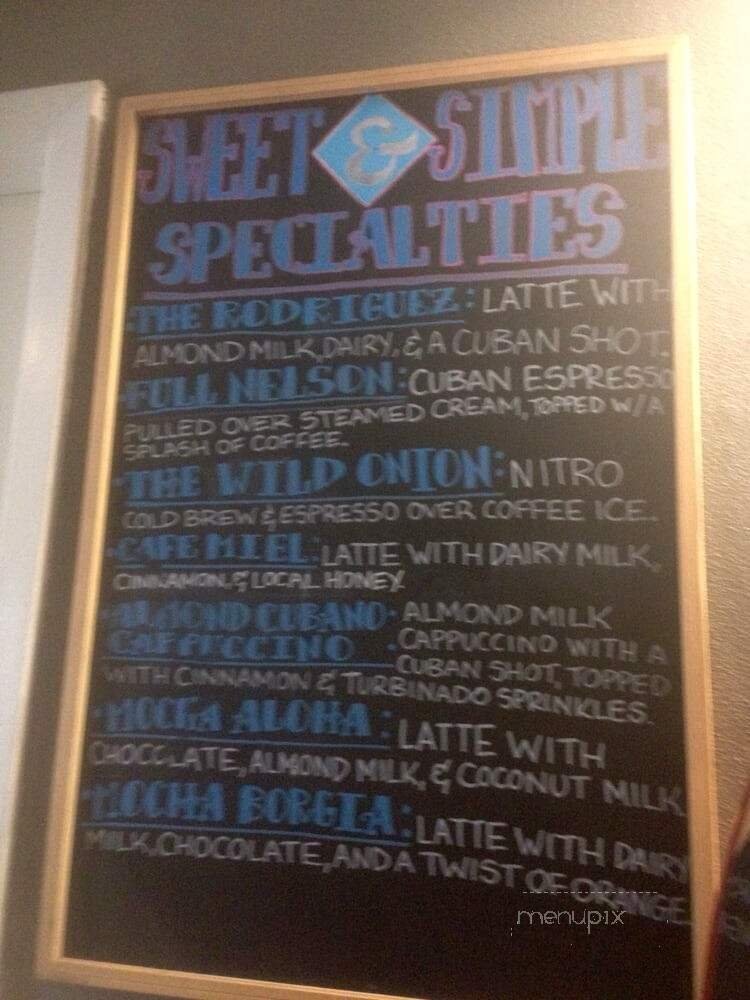 SWEET & SIMPLE
SPECIALTIES
·THE RODRIGUEZ: LATTE WITH
ALMOND MILK, DAIRY, & A CUBAN SHOT.
·FULL NELSON: CUBAN ESPRESSO
PULLED OVER STEAMED CREAM, TOPPED W/A
SPLASH OF COFFEE.
·THE WILD ONION: NITRO
COLD BREW & ESPRESSO OVER COFFEE ICE.
·CAFE MIEL: LATTE WITH DAIRY MILK,
CINNAMON, & LOCAL HONEY.
·ALMOND CUBANO· ALMOND MILK
CAPPUCCINO · CAPPUCCINO WITH A
CUBAN SHOT, TOPPED
WITH CINNAMON & TURBINADO SPRINKLES.
·MOCHA ALOHA: LATTE WITH
CHOCOLATE, ALMOND MILK, & COCONUT MILK.
·MOCHA BORGIA: LATTE WITH DAIRY
MILK, CHOCOLATE, AND A TWIST OF ORANGE.
menupix